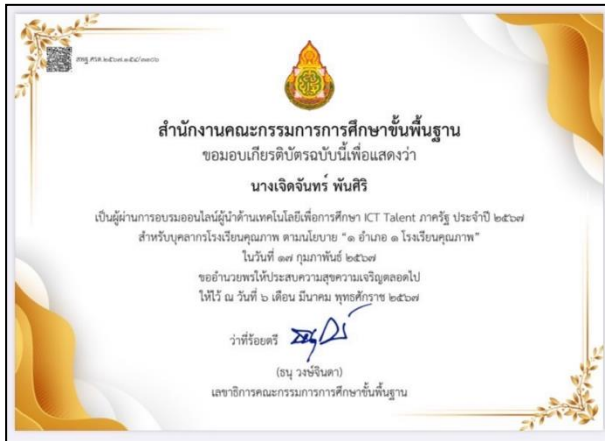 สำนักงานคณะกรรมการการศึกษาขั้นพื้นฐาน
ขอมอบเกียรติบัตรฉบับนี้เพื่อแสดงว่า
นางเจิดจันทร์ พันศิริ
เป็นผู้ผ่านการอบรมออนไลน์ผู้นำด้านเทคโนโลยีเพื่อการศึกษา ICT Talent ภาครัฐ ประจำปี ๒๕๖๗
สำหรับบุคลากรโรงเรียนคุณภาพ ตามนโยบาย “๑ อำเภอ ๑ โรงเรียนคุณภาพ”
ในวันที่ ๑๗ กุมภาพันธ์ ๒๕๖๗
ขออำนวยพรให้ประสบความสุขความเจริญตลอดไป
ให้ไว้ ณ วันที่ ๖ เดือน มีนาคม พุทธศักราช ๒๕๖๗
ว่าที่ร้อยตรี
(ธนุ วงษ์จินดา)
เลขาธิการคณะกรรมการการศึกษาขั้นพื้นฐาน